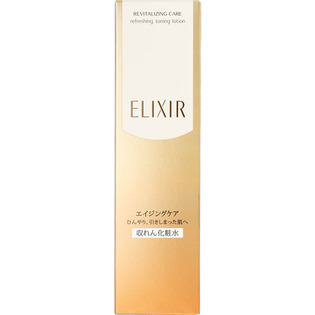 REVITALIZING CARE
refreshing toning lotion
ELIXIR
エイジングケア
ひんやり、引きしまった肌へ
収れん化粧水